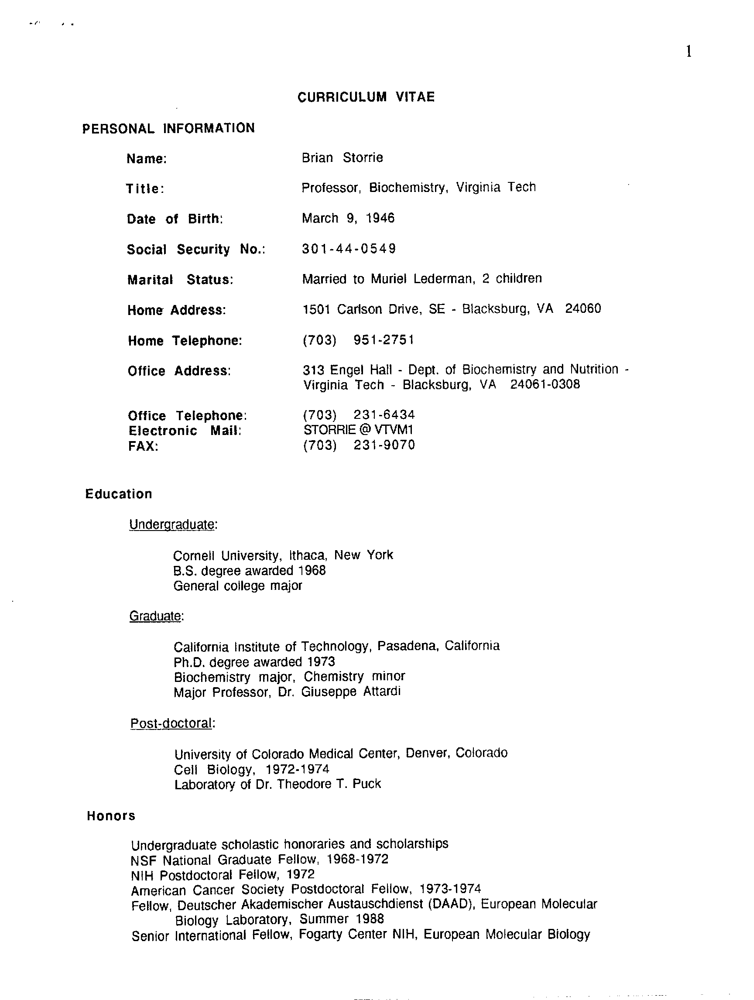 1
CURRICULUM VITAE
PERSONAL INFORMATION
Name: Brian Storrie
Title: Professor, Biochemistry, Virginia Tech
Date of Birth: March 9, 1946
Social Security No.: 301-44-0549
Marital Status: Married to Muriel Lederman, 2 children
Home Address: 1501 Carlson Drive, SE - Blacksburg, VA 24060
Home Telephone: (703) 951-2751
Office Address: 313 Engel Hall - Dept. of Biochemistry and Nutrition -
Virginia Tech - Blacksburg, VA 24061-0308
Office Telephone: (703) 231-6434
Electronic Mail: STORRIE @ VTVM1
FAX: (703) 231-9070
Education
Undergraduate:
Cornell University, Ithaca, New York
B.S. degree awarded 1968
General college major
Graduate:
California Institute of Technology, Pasadena, California
Ph.D. degree awarded 1973
Biochemistry major, Chemistry minor
Major Professor, Dr. Giuseppe Attardi
Post-doctoral:
University of Colorado Medical Center, Denver, Colorado
Cell Biology, 1972-1974
Laboratory of Dr. Theodore T. Puck
Honors
Undergraduate scholastic honoraries and scholarships
NSF National Graduate Fellow, 1968-1972
NIH Postdoctoral Fellow, 1972
American Cancer Society Postdoctoral Fellow, 1973-1974
Fellow, Deutscher Akademischer Austauschdienst (DAAD), European Molecular
Biology Laboratory, Summer 1988
Senior International Fellow, Fogarty Center NIH, European Molecular Biology